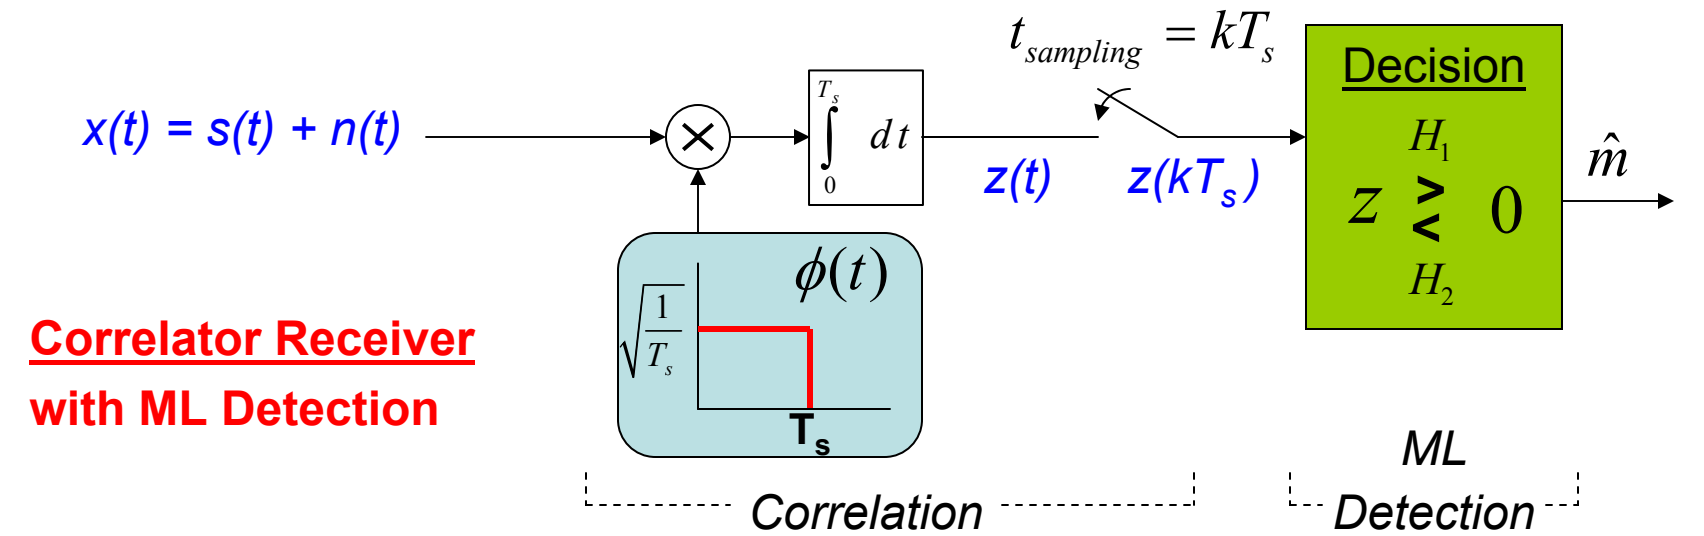 t_sampling = kT_s
x(t) = s(t) + n(t)
∫_0^{T_s} dt
z(t)
z(kT_s)
Decision
H_1
z > < 0
H_2
m̂
ϕ(t)
√(1/T_s)
T_s
Correlator Receiver
with ML Detection
Correlation
ML
Detection